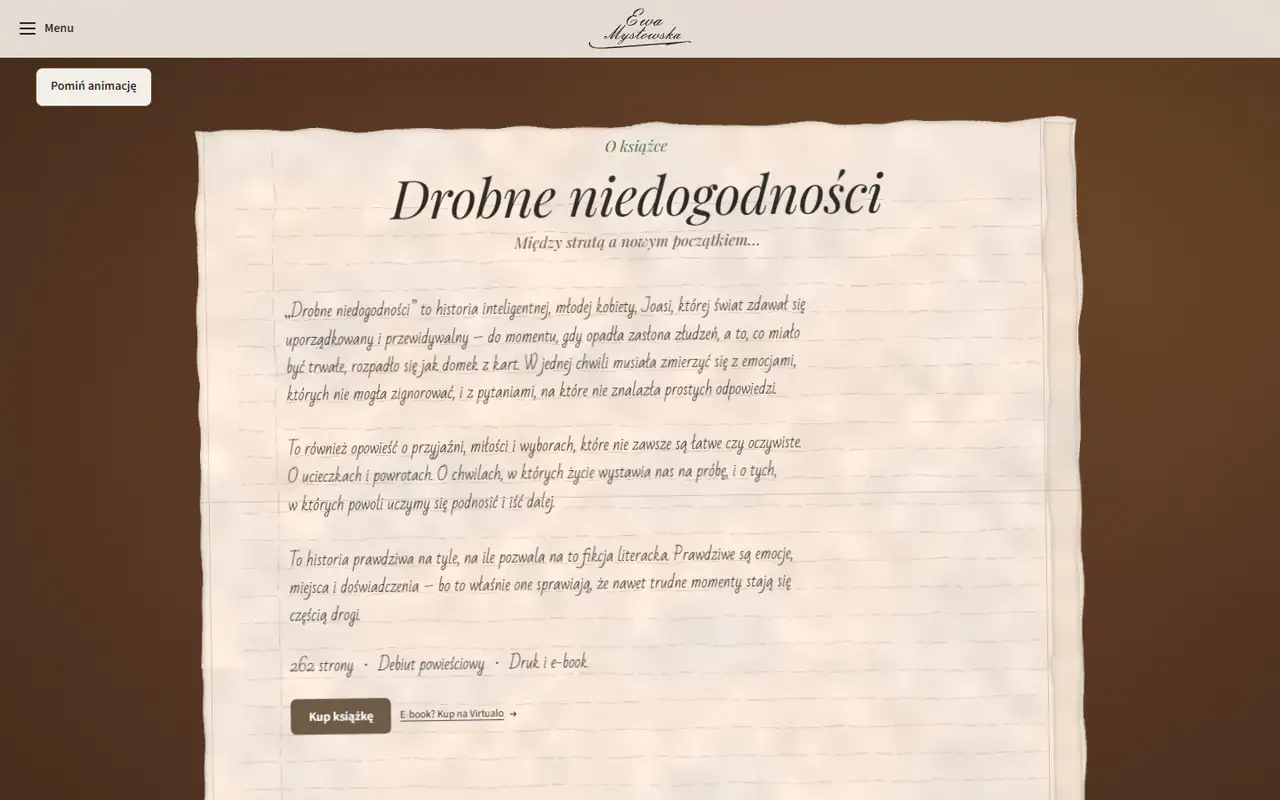 Menu
Ewa
Mysłowska
Pomiń animację
O książce
Drobne niedogodności
Między stratą a nowym początkiem...
„Drobne niedogodności” to historia inteligentnej, młodej kobiety, Joasi, której świat zdawał się
uporządkowany i przewidywalny – do momentu, gdy opadła zasłona złudzeń, a to, co miało
być trwałe, rozpadło się jak domek z kart. W jednej chwili musiała zmierzyć się z emocjami,
których nie mogła zignorować, i z pytaniami, na które nie znalazła prostych odpowiedzi.
To również opowieść o przyjaźni, miłości i wyborach, które nie zawsze są łatwe czy oczywiste.
O ucieczkach i powrotach. O chwilach, w których życie wystawia nas na próbę, i o tych,
w których powoli uczymy się podnosić i iść dalej.
To historia prawdziwa na tyle, na ile pozwala na to fikcja literacka. Prawdziwe są emocje,
miejsca i doświadczenia – bo to właśnie one sprawiają, że nawet trudne momenty stają się
częścią drogi.
262 strony · Debiut powieściowy · Druk i e-book
Kup książkę
E-book? Kup na Virtualo →